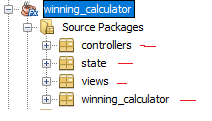 winning_calculator
Source Packages
controllers
state
views
winning_calculator